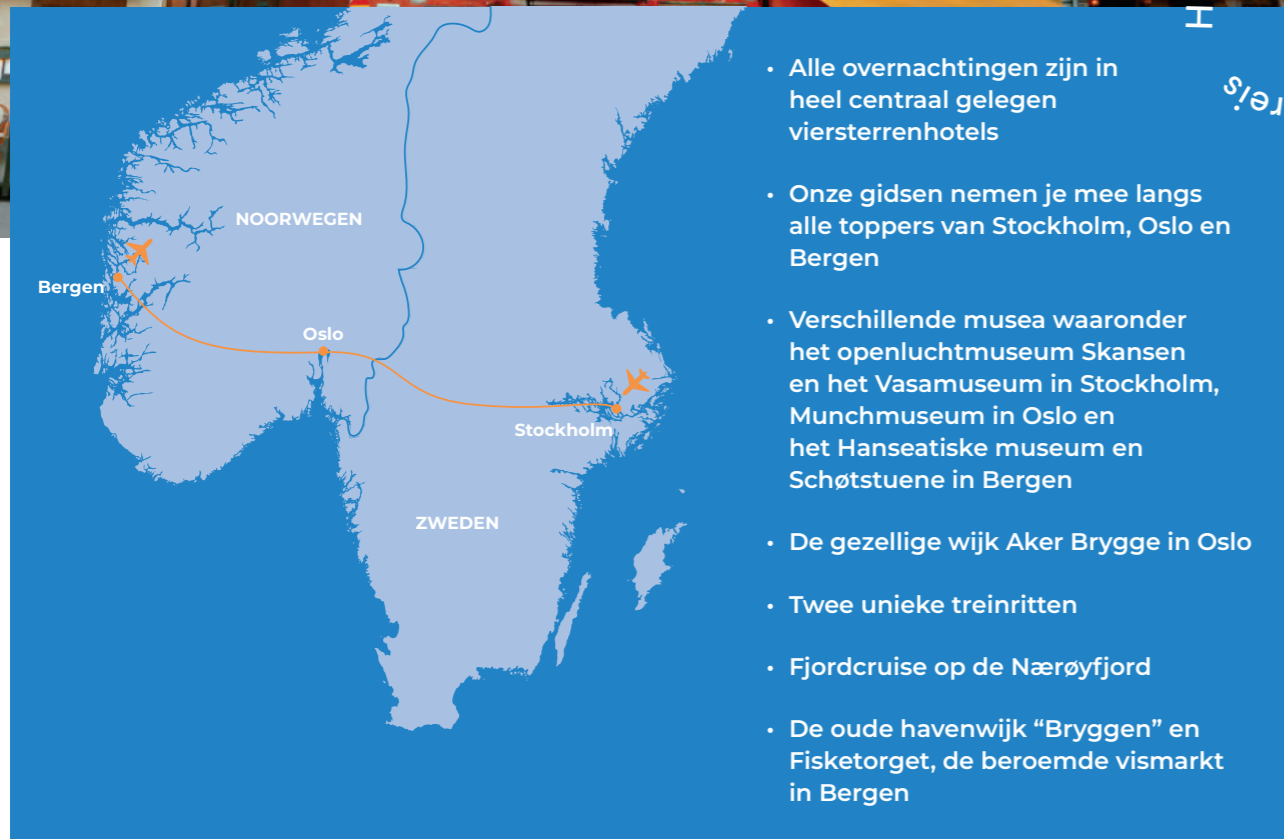 H
reis
NOORWEGEN
Bergen
Oslo
Stockholm
ZWEDEN
• Alle overnachtingen zijn in
heel centraal gelegen
viersterrenhotels
• Onze gidsen nemen je mee langs
alle toppers van Stockholm, Oslo en
Bergen
• Verschillende musea waaronder
het openluchtmuseum Skansen
en het Vasamuseum in Stockholm,
Munchmuseum in Oslo en
het Hanseatiske museum en
Schøtstuene in Bergen
• De gezellige wijk Aker Brygge in Oslo
• Twee unieke treinritten
• Fjordcruise op de Nærøyfjord
• De oude havenwijk “Bryggen” en
Fisketorget, de beroemde vismarkt
in Bergen